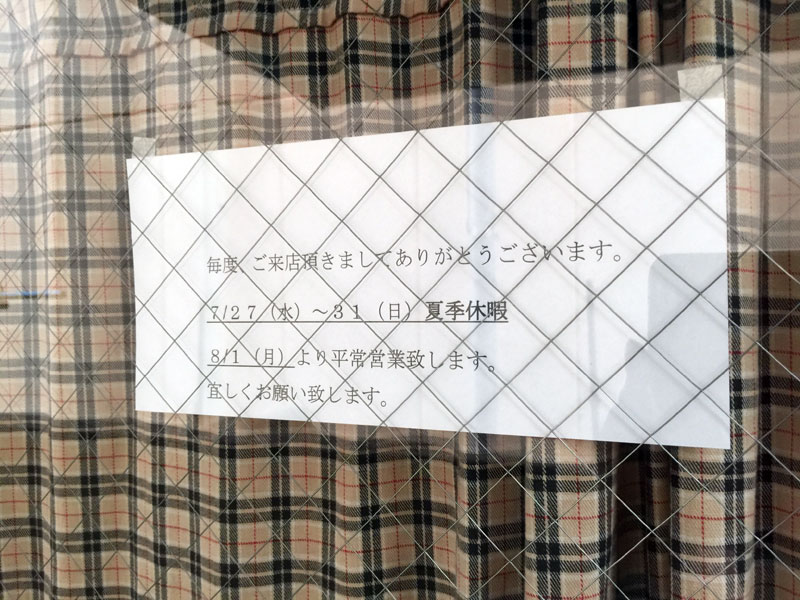 毎度、ご来店頂きましてありがとうございます。
7/27（水）～31（日）夏季休暇
8/1（月）より平常営業致します。
宜しくお願い致します。